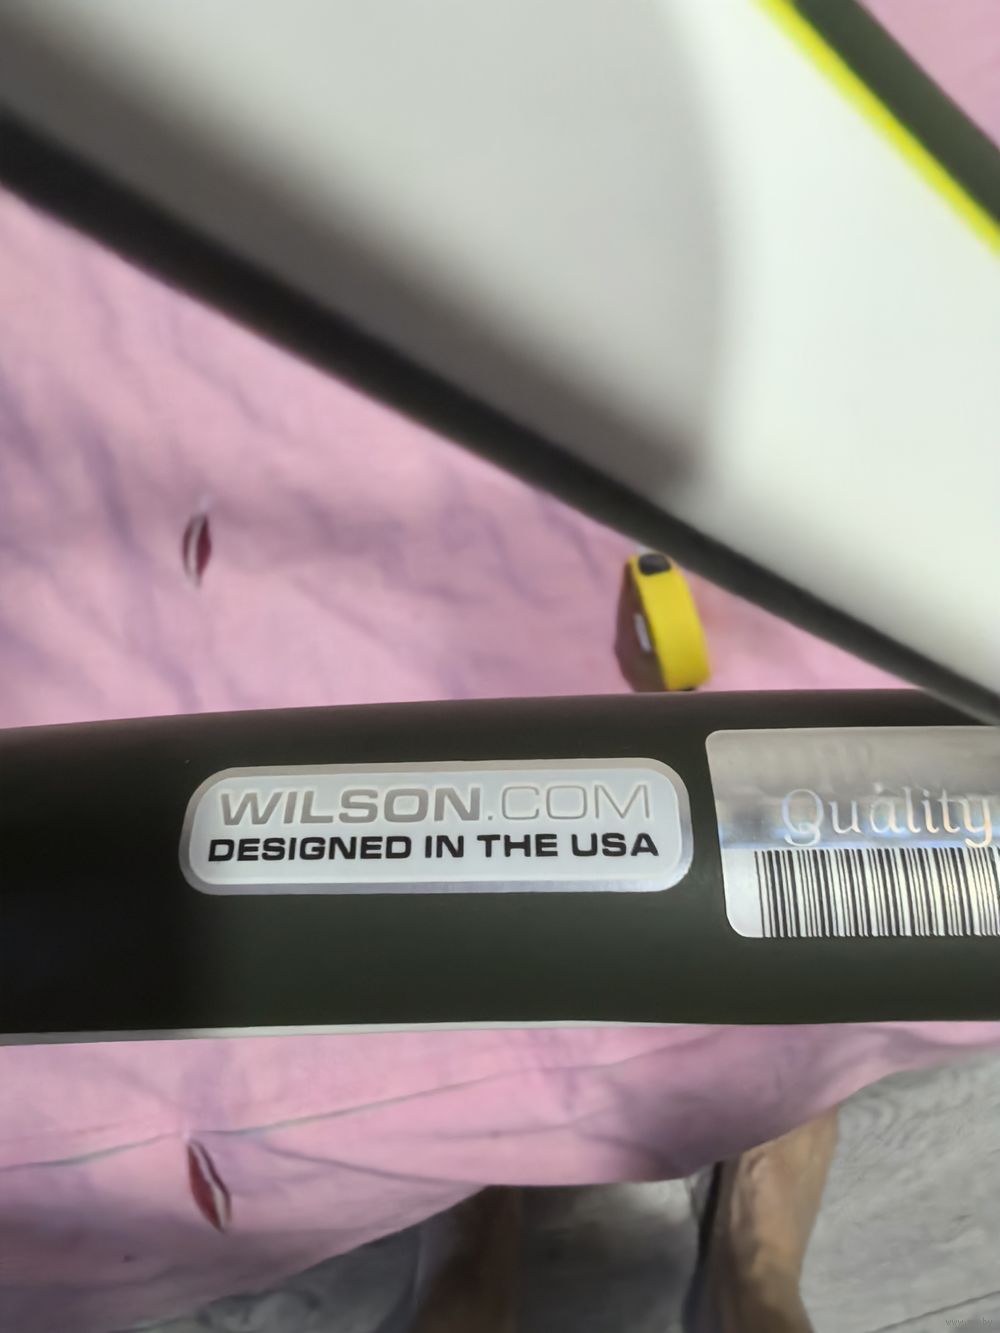 WILSON.COM
DESIGNED IN THE USA
Quality